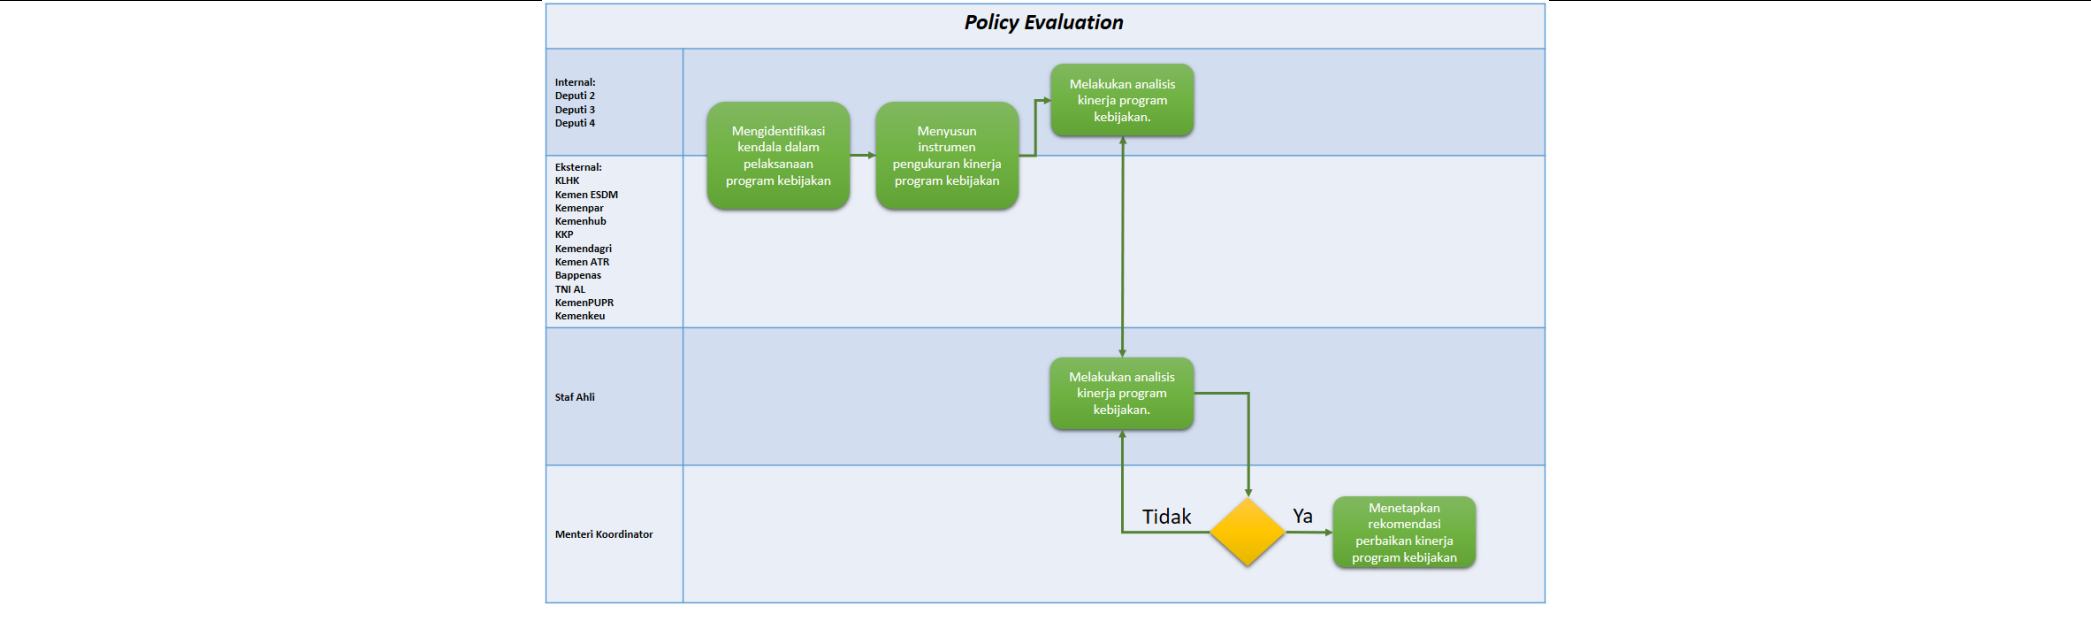 Policy Evaluation
Internal:
Deputi 2
Deputi 3
Deputi 4
Mengidentifikasi
kendala dalam
pelaksanaan
program kebijakan
Menyusun
instrumen
pengukuran kinerja
program kebijakan
Melakukan analisis
kinerja program
kebijakan.
Eksternal:
KLHK
Kemen ESDM
Kemenpar
Kemenhub
KKP
Kemendagri
Kemen ATR
Bappenas
TNI AL
KemenPUPR
Kemenkeu
Staf Ahli
Melakukan analisis
kinerja program
kebijakan.
Menteri Koordinator
Tidak
Ya
Menetapkan
rekomendasi
perbaikan kinerja
program kebijakan